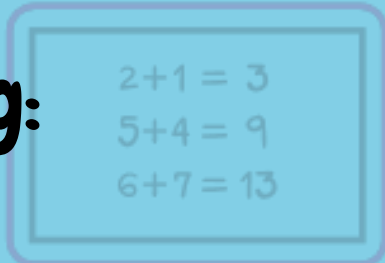 g:
2+1 = 3
5+4 = 9
6+7 = 13